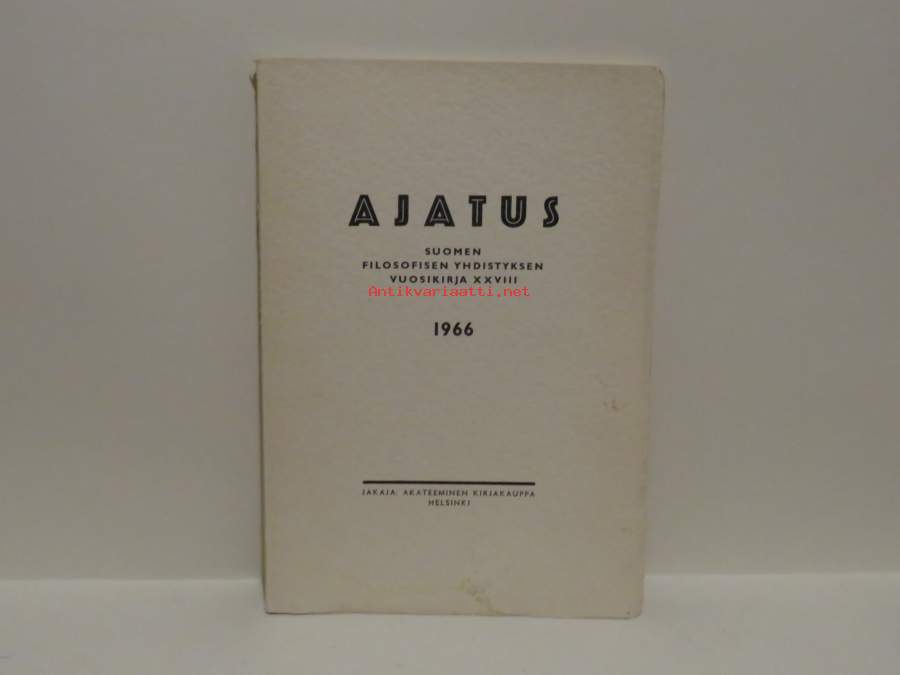 AJATUS
SUOMEN
FILOSOFISEN YHDISTYKSEN
VUOSIKIRJA XXVIII
Antikvariaatti.net
1966
JAKAJA: AKATEEMINEN KIRJAKAUPPA
HELSINKI